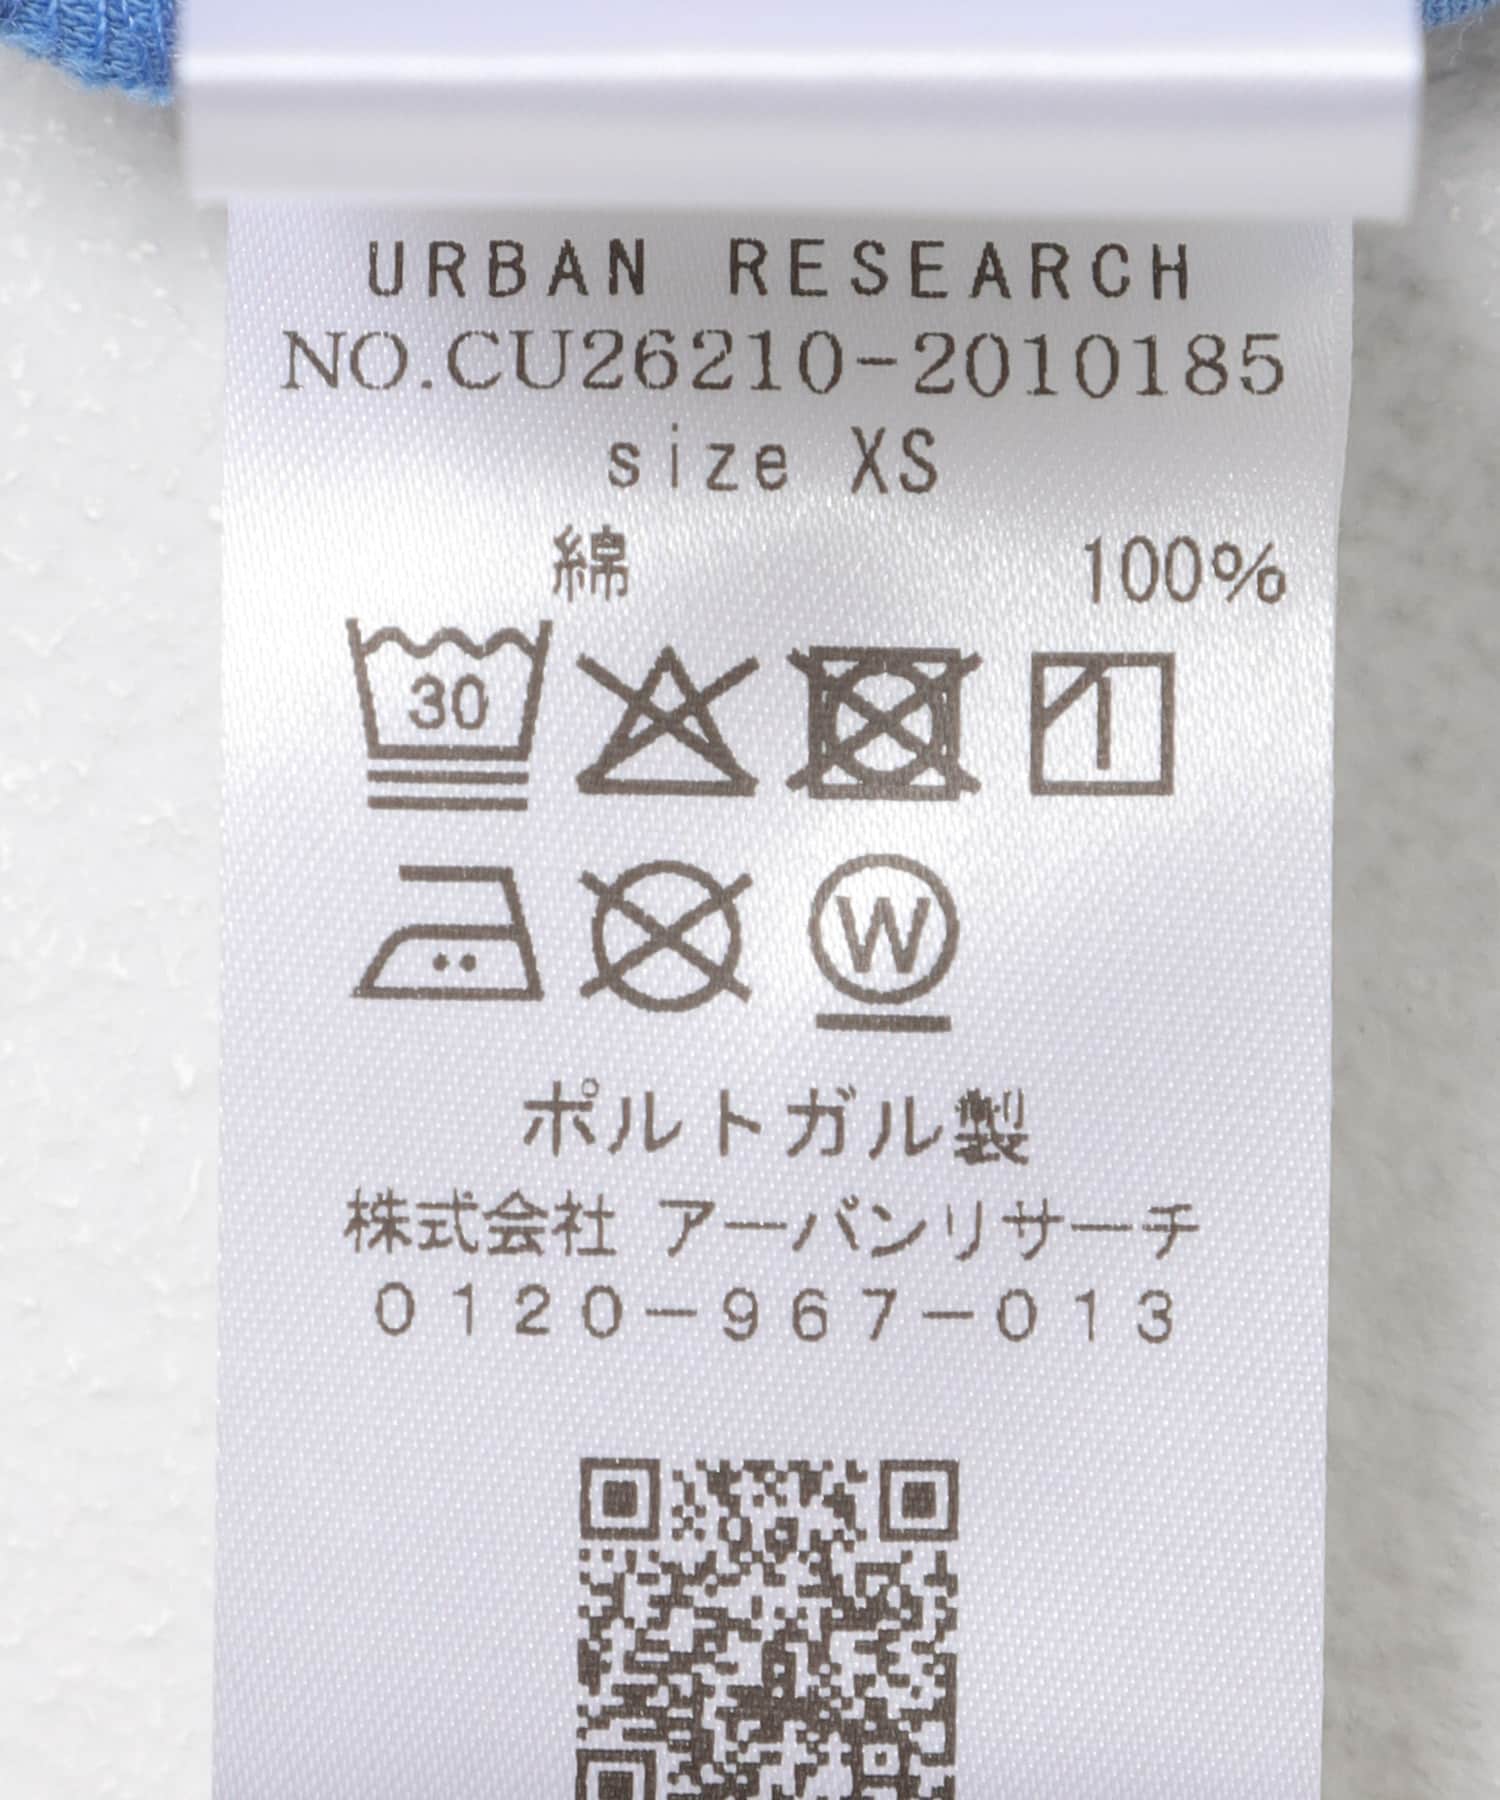 URBAN RESEARCH
NO.CU26210-2010185
size XS
綿 100%
30
W
ポルトガル製
株式会社 アーバンリサーチ
0120-967-013